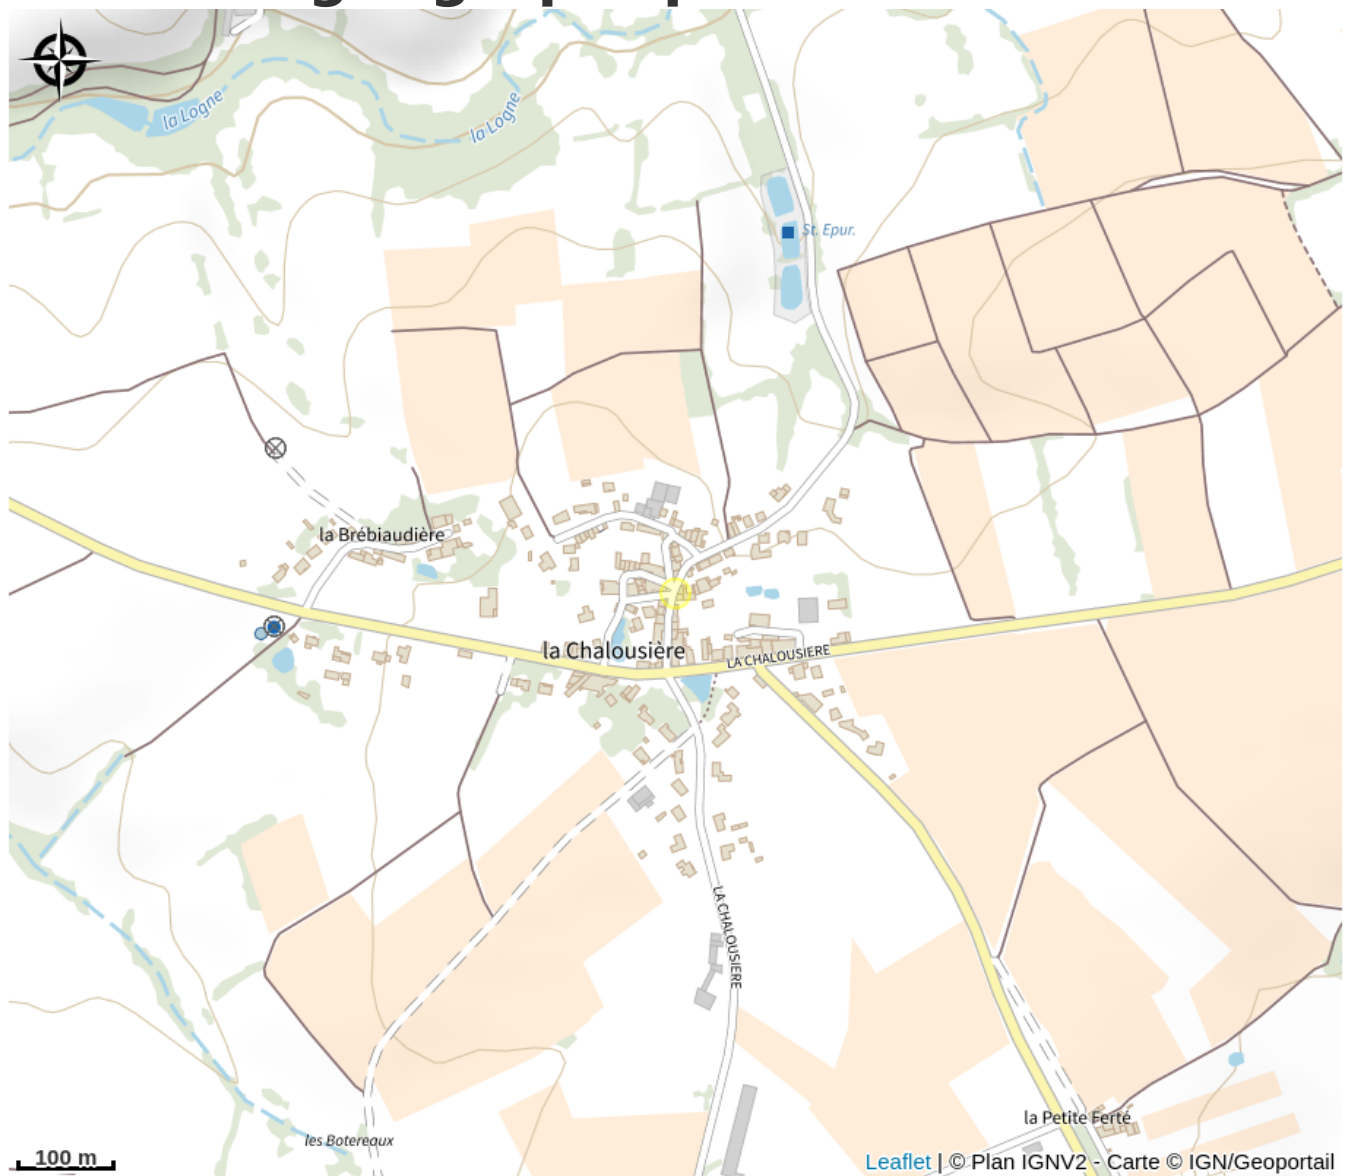 la Logne
la Logne
St. Epur.
la Brébiaudière
la Chalousière
LA CHALOUSIERE
LA CHALOUSIERE
la Petite Ferté
les Botereaux
100 m
Leaflet | © Plan IGNV2 - Carte © IGN/Geoportail